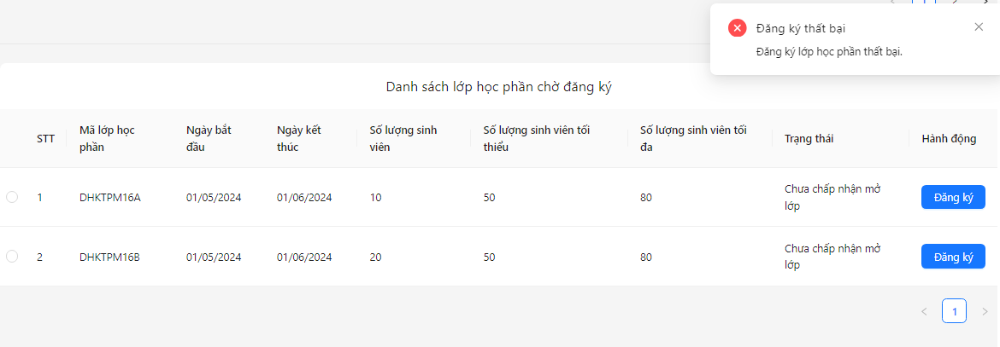 Đăng ký thất bại
Đăng ký lớp học phần thất bại.
Danh sách lớp học phần chờ đăng ký
STT Mã lớp học phần Ngày bắt đầu Ngày kết thúc Số lượng sinh viên Số lượng sinh viên tối thiểu Số lượng sinh viên tối đa Trạng thái Hành động
1 DHKTPM16A 01/05/2024 01/06/2024 10 50 80 Chưa chấp nhận mở lớp Đăng ký
2 DHKTPM16B 01/05/2024 01/06/2024 20 50 80 Chưa chấp nhận mở lớp Đăng ký
1